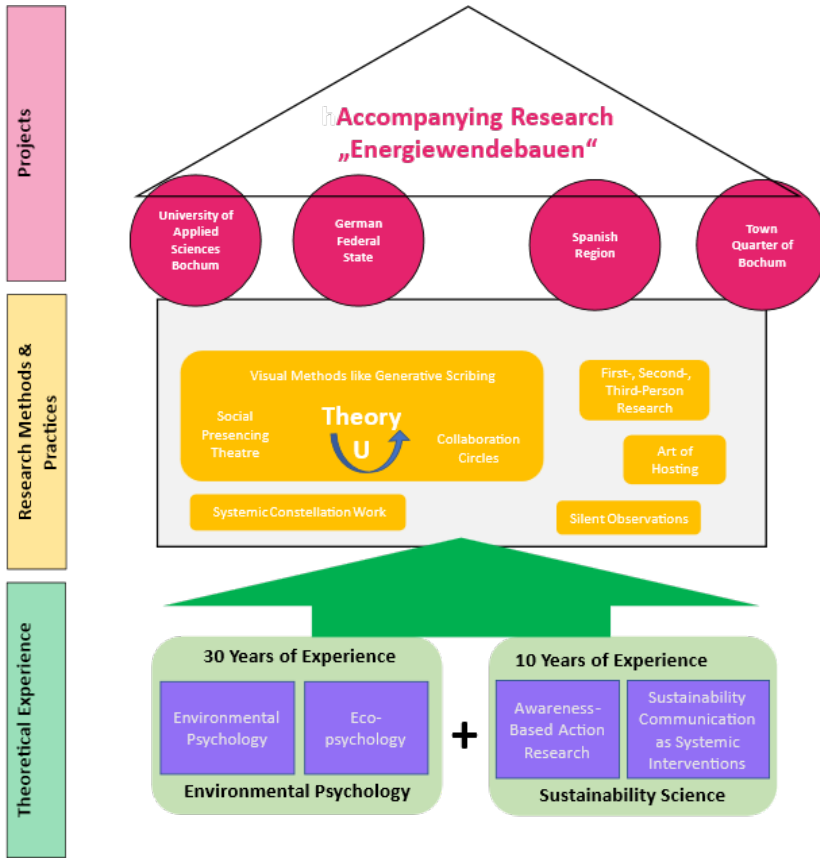 Projects
hAccompanying Research
„Energiewendebauen“
University of
Applied
Sciences
Bochum
German
Federal
State
Spanish
Region
Town
Quarter of
Bochum
Research Methods &
Practices
Visual Methods like Generative Scribing
Social
Presencing
Theatre
Theory
U
Collaboration
Circles
First-, Second-,
Third-Person
Research
Art of
Hosting
Systemic Constellation Work
Silent Observations
Theoretical Experience
30 Years of Experience
Environmental
Psychology
Eco-
psychology
Environmental Psychology
+
10 Years of Experience
Awareness-
Based Action
Research
Sustainability
Communication
as Systemic
Interventions
Sustainability Science